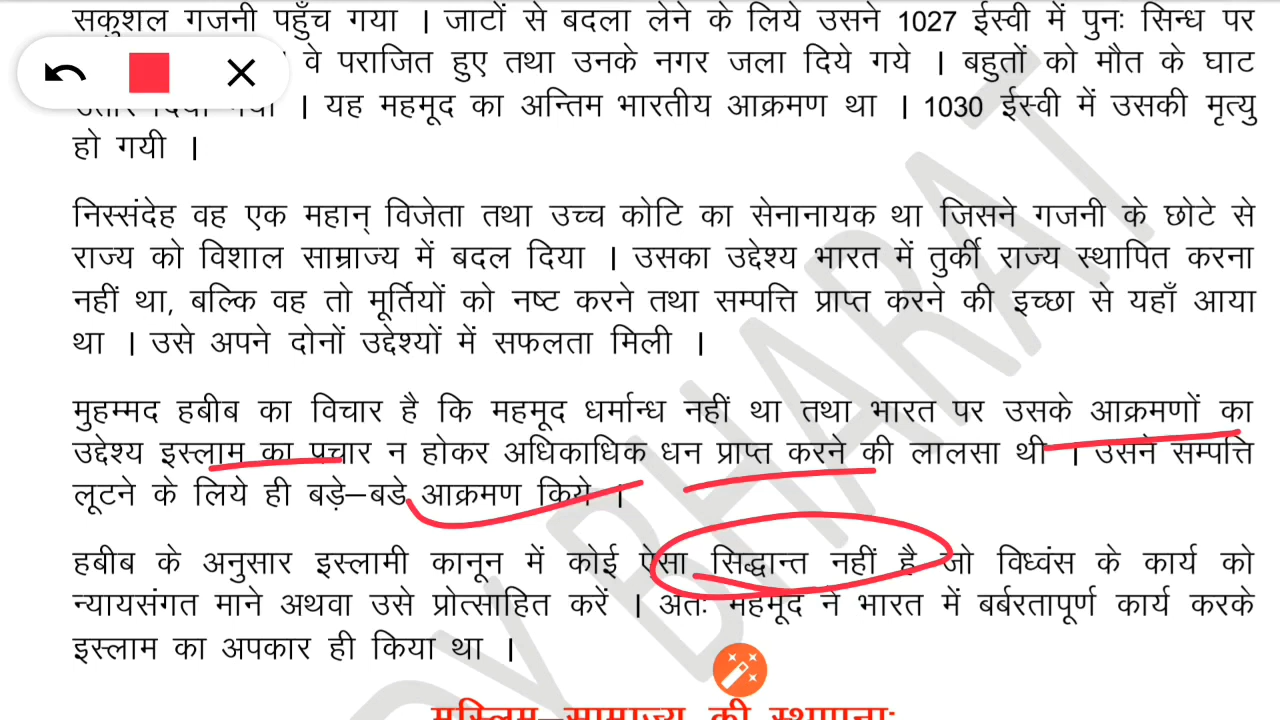 सकुशल गजनी पहुँच गया । जाटों से बदला लेने के लिये उसने 1027 ईस्वी में पुनः सिन्ध पर
वे पराजित हुए तथा उनके नगर जला दिये गये । बहुतों को मौत के घाट
उतार दिया गया । यह महमूद का अन्तिम भारतीय आक्रमण था । 1030 ईस्वी में उसकी मृत्यु
हो गयी ।
निस्संदेह वह एक महान् विजेता तथा उच्च कोटि का सेनानायक था जिसने गजनी के छोटे से
राज्य को विशाल साम्राज्य में बदल दिया । उसका उद्देश्य भारत में तुर्की राज्य स्थापित करना
नहीं था, बल्कि वह तो मूर्तियों को नष्ट करने तथा सम्पत्ति प्राप्त करने की इच्छा से यहाँ आया
था । उसे अपने दोनों उद्देश्यों में सफलता मिली ।
मुहम्मद हबीब का विचार है कि महमूद धर्मान्ध नहीं था तथा भारत पर उसके आक्रमणों का
उद्देश्य इस्लाम का प्रचार न होकर अधिकाधिक धन प्राप्त करने की लालसा थी । उसने सम्पत्ति
लूटने के लिये ही बड़े–बडे आक्रमण किये ।
हबीब के अनुसार इस्लामी कानून में कोई ऐसा सिद्धान्त नहीं है जो विध्वंस के कार्य को
न्यायसंगत माने अथवा उसे प्रोत्साहित करें । अतः महमूद ने भारत में बर्बरतापूर्ण कार्य करके
इस्लाम का अपकार ही किया था ।
मुस्लिम–साम्राज्य की स्थापना:
BHARAT